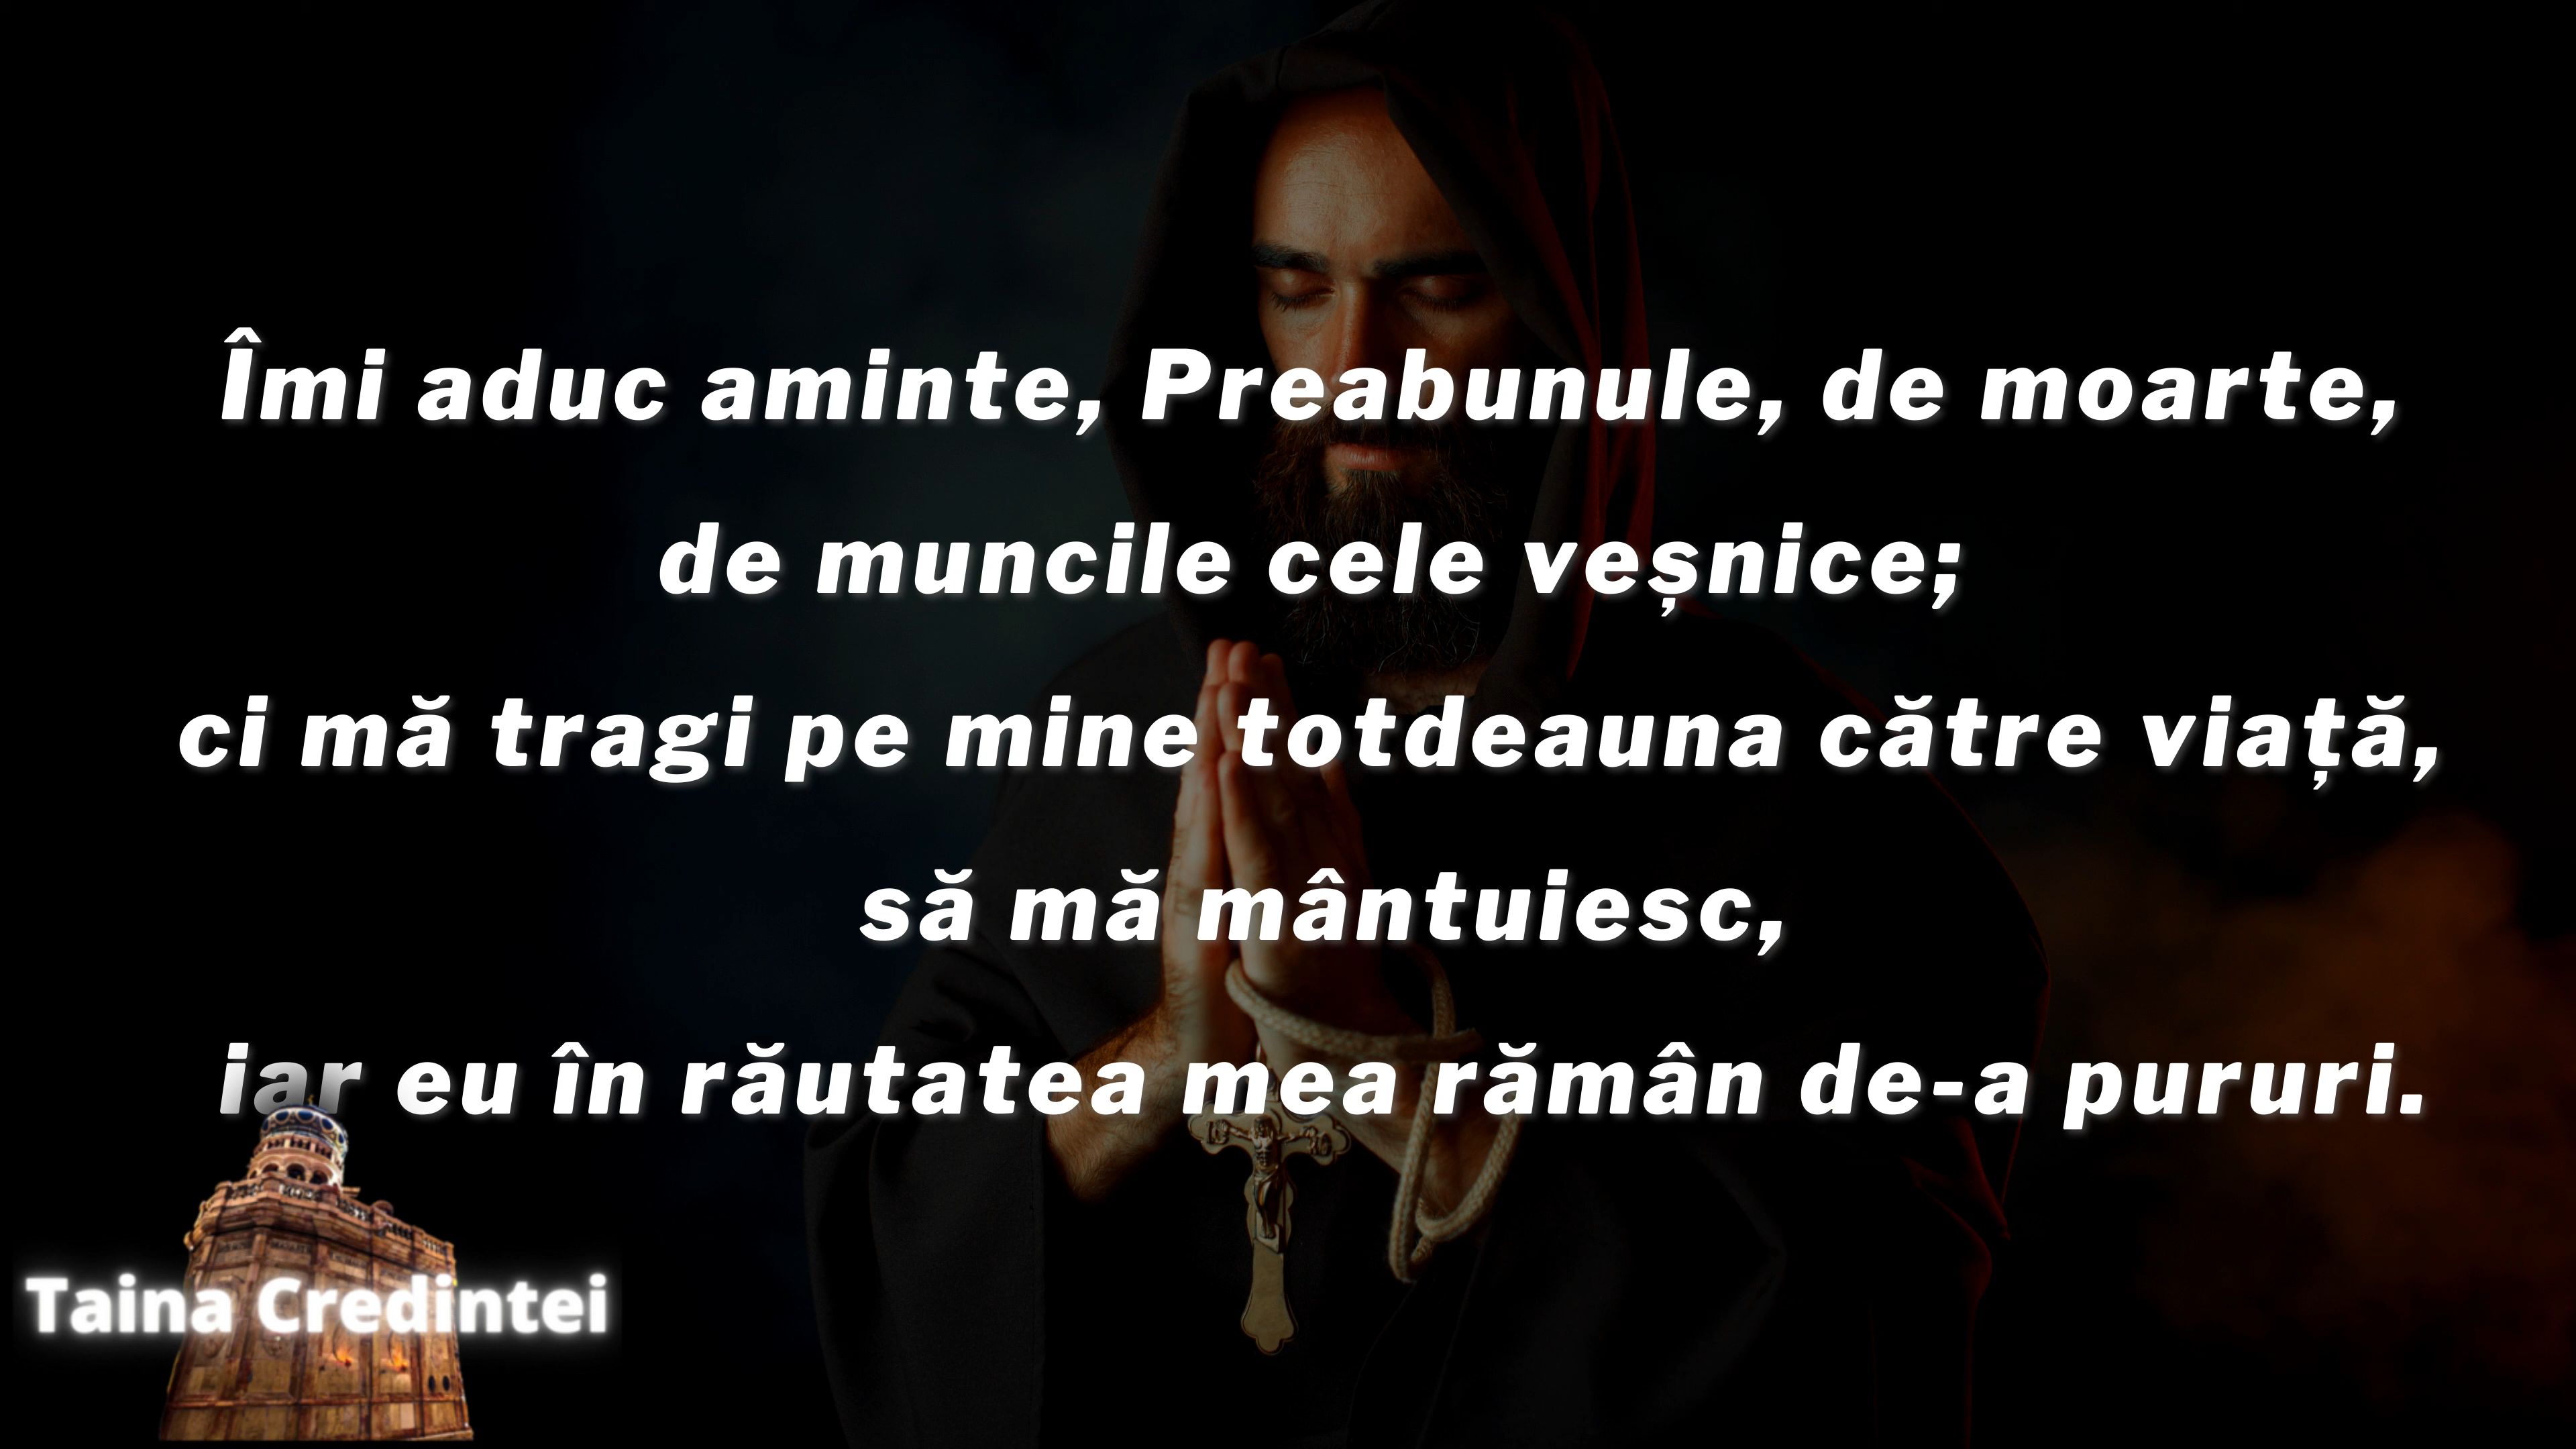 Îmi aduc aminte, Preabunule, de moarte,
de muncile cele veșnice;
ci mă tragi pe mine totdeauna către viață,
să mă mântuiesc,
iar eu în răutatea mea rămân de-a pururi.
Taina Credintei